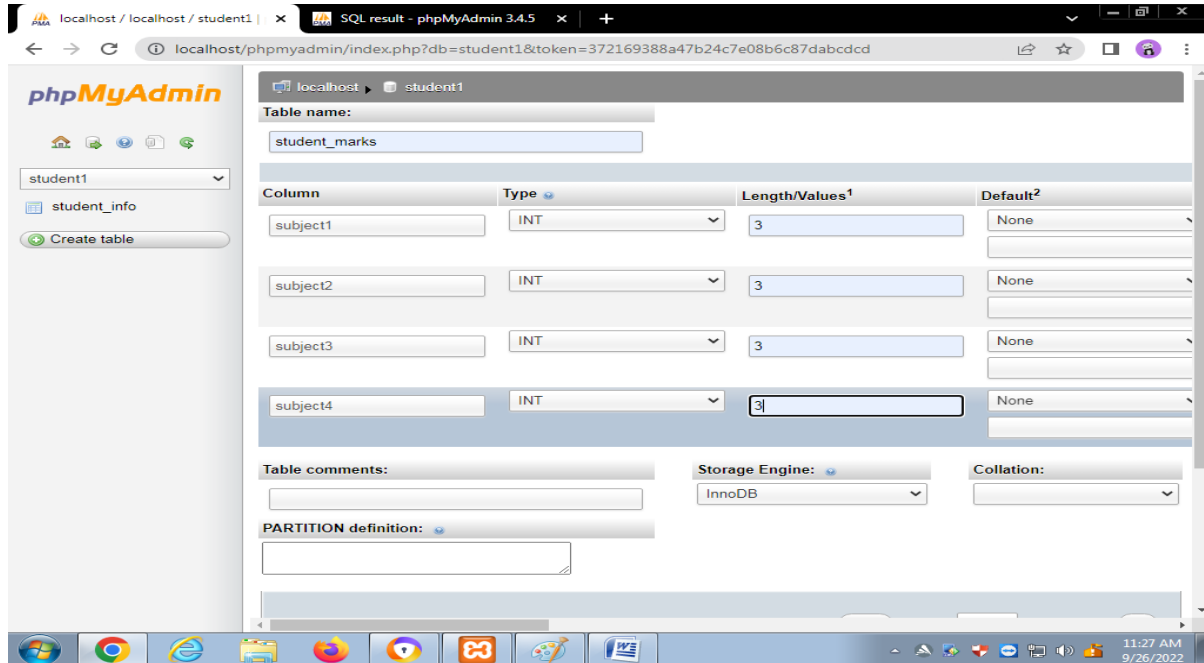 localhost / localhost / student1 |
SQL result - phpMyAdmin 3.4.5
localhost/phpmyadmin/index.php?db=student1&token=372169388a47b24c7e08b6c87dabcdcd
phpMyAdmin
student1
student_info
Create table
localhost
student1
Table name:
student_marks
Column Type Length/Values1 Default2
subject1 INT 3 None
subject2 INT 3 None
subject3 INT 3 None
subject4 INT 3 None
Table comments: Storage Engine: Collation:
InnoDB
PARTITION definition:
11:27 AM
9/26/2022